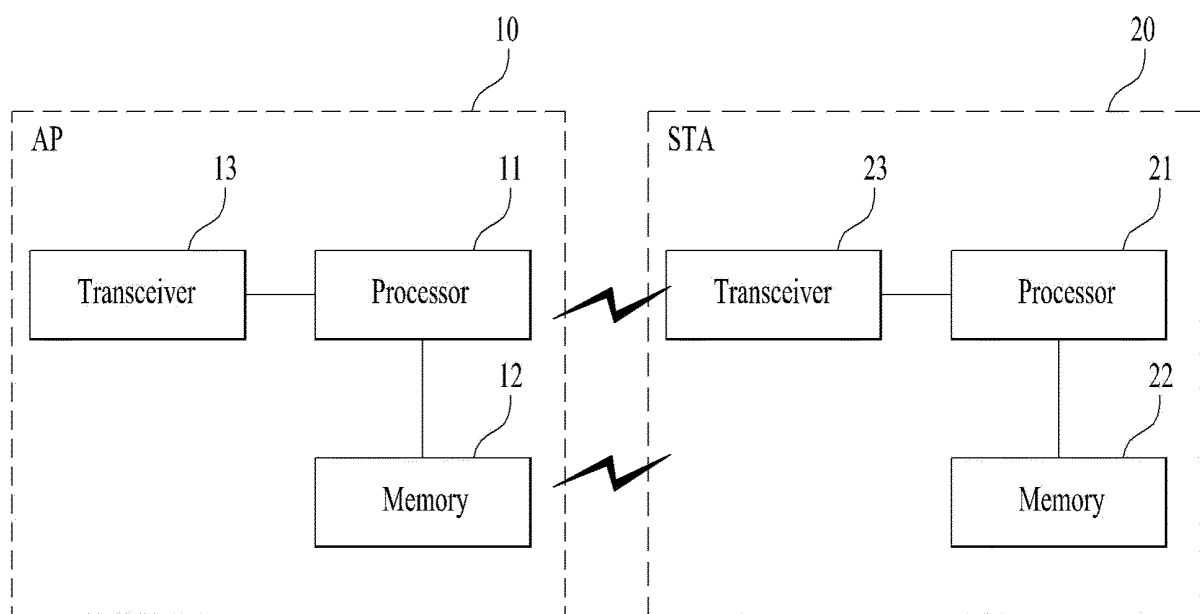 10
20
AP
STA
13
11
23
21
Transceiver
Processor
Transceiver
Processor
12
22
Memory
Memory